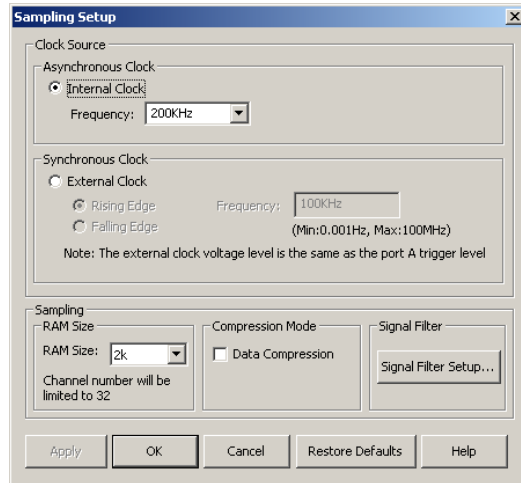 Sampling Setup
Clock Source
Asynchronous Clock
Internal Clock
Frequency: 200KHz
Synchronous Clock
External Clock
Rising Edge Frequency: 100KHz
Falling Edge (Min:0.001Hz, Max:100MHz)
Note: The external clock voltage level is the same as the port A trigger level
Sampling
RAM Size Compression Mode Signal Filter
RAM Size: 2k Data Compression Signal Filter Setup...
Channel number will be
limited to 32
Apply OK Cancel Restore Defaults Help